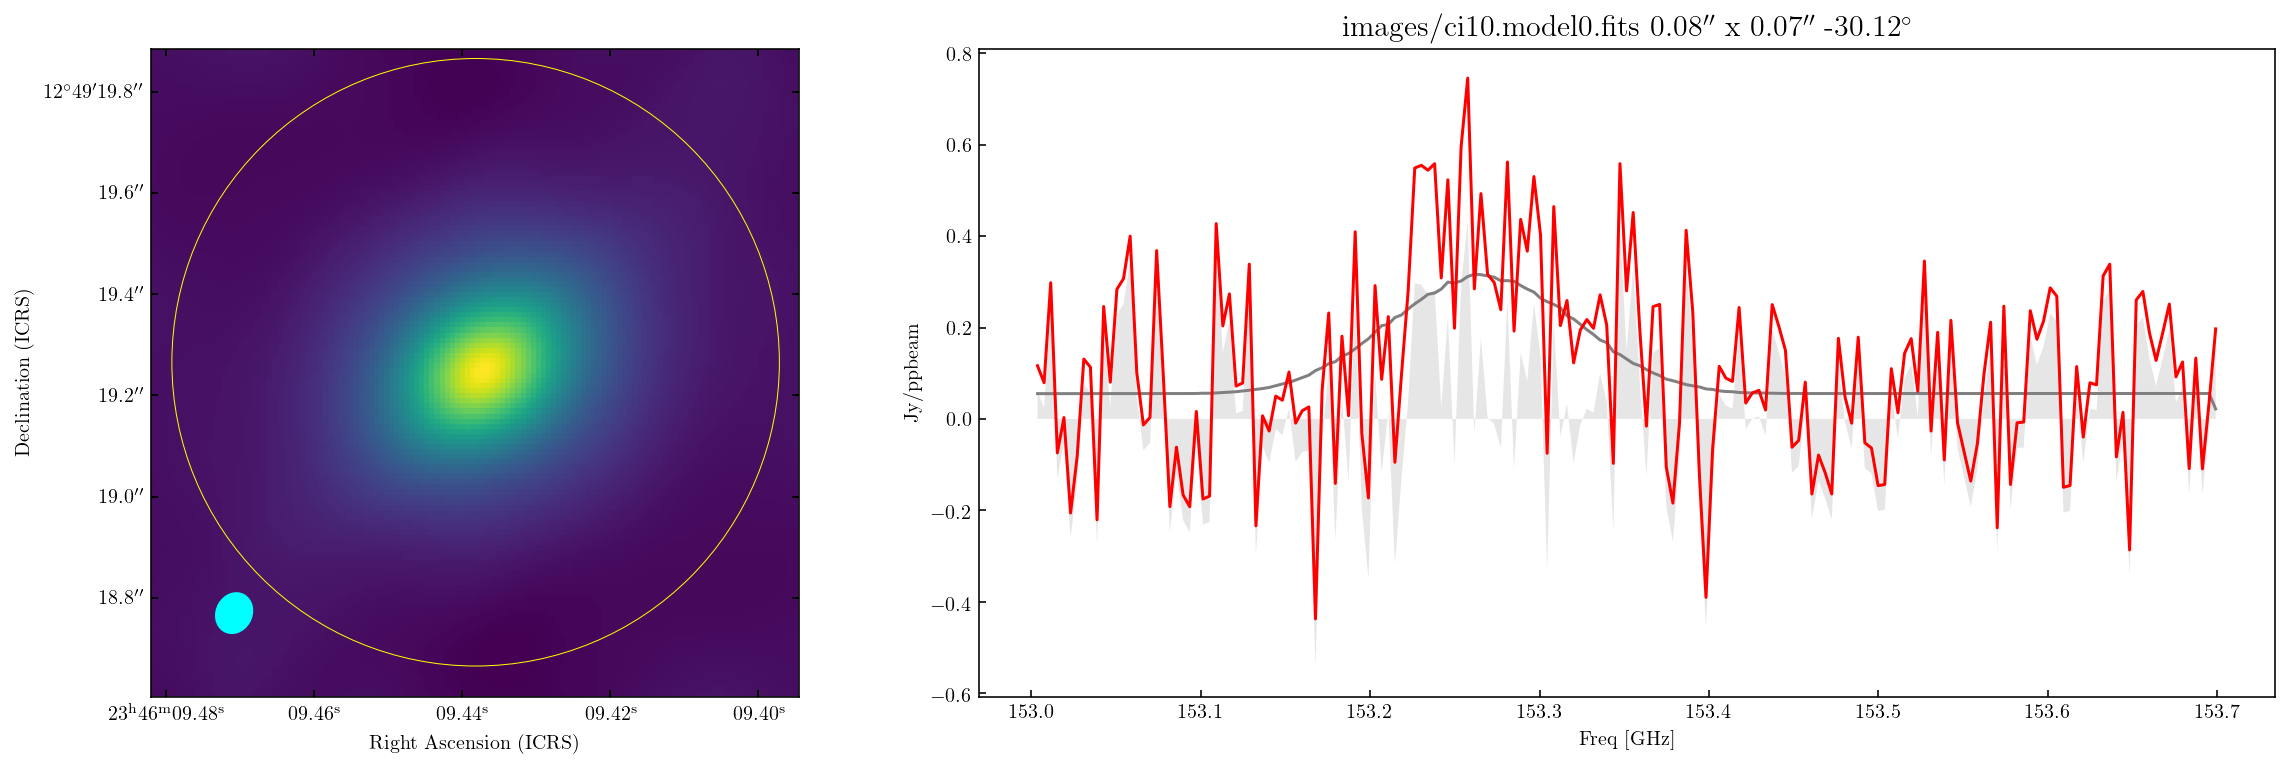 images/ci10.model0.fits 0.08″ x 0.07″ -30.12°
12°49′19.8″
19.6″
19.4″
19.2″
19.0″
18.8″
Declination (ICRS)
23ʰ46ᵐ09.48ˢ 09.46ˢ 09.44ˢ 09.42ˢ 09.40ˢ
Right Ascension (ICRS)
0.8
0.6
0.4
0.2
0.0
−0.2
−0.4
−0.6
Jy/ppbeam
153.0 153.1 153.2 153.3 153.4 153.5 153.6 153.7
Freq [GHz]